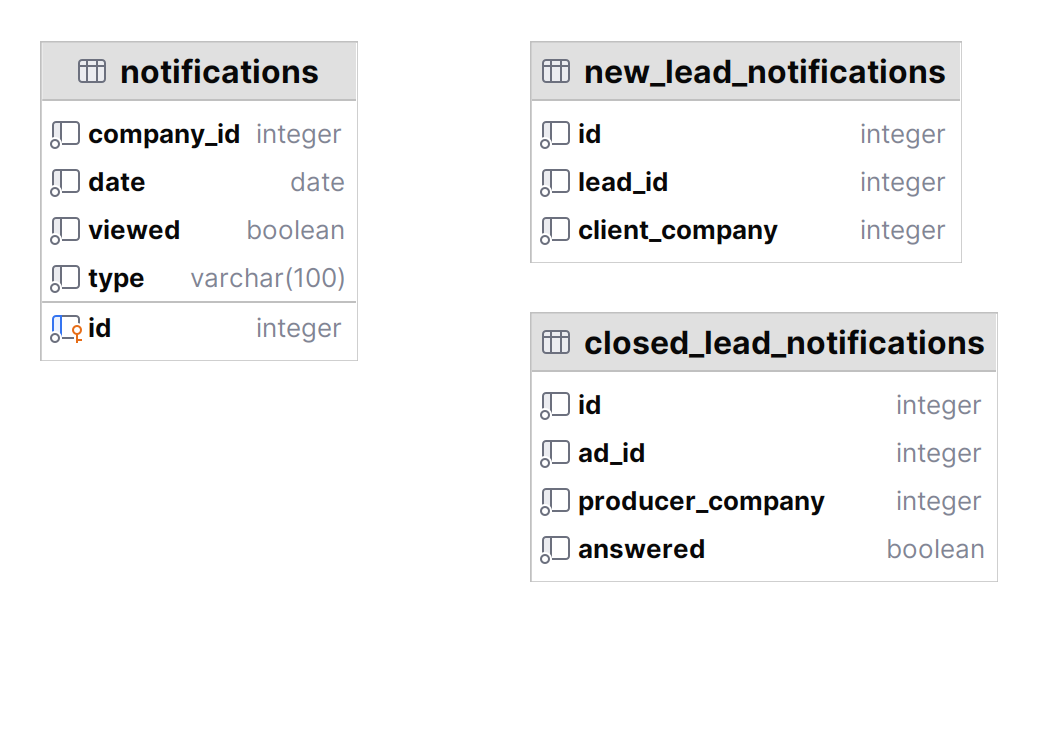 notifications
company_id integer
date date
viewed boolean
type varchar(100)
id integer
new_lead_notifications
id integer
lead_id integer
client_company integer
closed_lead_notifications
id integer
ad_id integer
producer_company integer
answered boolean